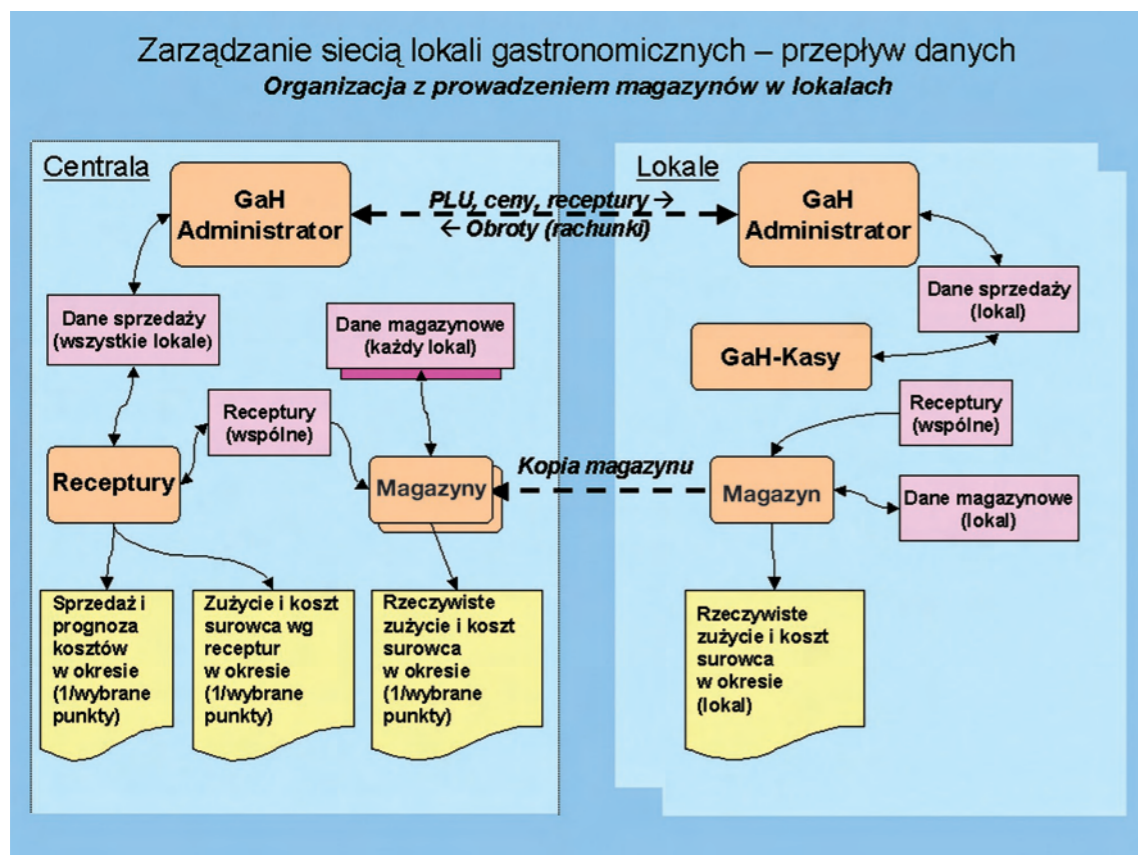 Zarządzanie siecią lokali gastronomicznych – przepływ danych
Organizacja z prowadzeniem magazynów w lokalach
Centrala
GaH
Administrator
PLU, ceny, receptury →
← Obroty (rachunki)
Lokale
GaH
Administrator
Dane sprzedaży
(wszystkie lokale)
Dane magazynowe
(każdy lokal)
Dane sprzedaży
(lokal)
GaH-Kasy
Receptury
(wspólne)
Receptury
(wspólne)
Receptury
Magazyny
Kopia magazynu
Magazyn
Dane magazynowe
(lokal)
Sprzedaż i
prognoza
kosztów
w okresie
(1/wybrane
punkty)
Zużycie i koszt
surowca wg
receptur
w okresie
(1/wybrane
punkty)
Rzeczywiste
zużycie i koszt
surowca
w okresie
(1/wybrane
punkty)
Rzeczywiste
zużycie i koszt
surowca
w okresie
(lokal)